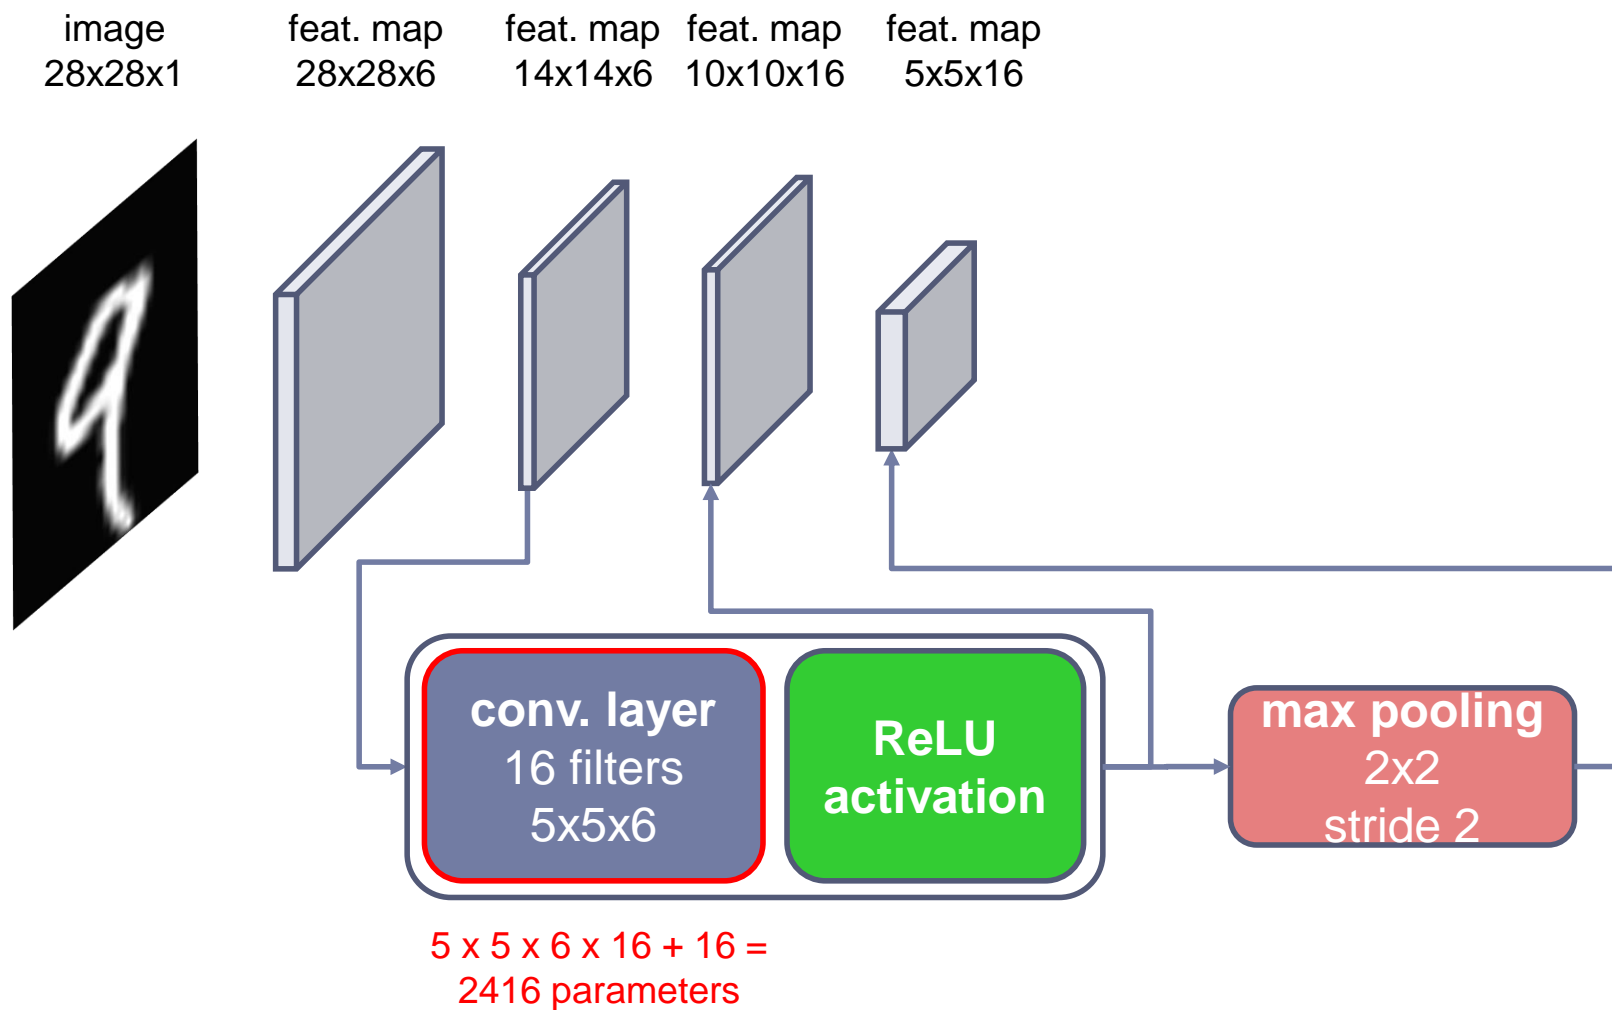 image
28x28x1
feat. map
28x28x6
feat. map
14x14x6
feat. map
10x10x16
feat. map
5x5x16
conv. layer
16 filters
5x5x6
ReLU
activation
max pooling
2x2
stride 2
5 x 5 x 6 x 16 + 16 =
2416 parameters